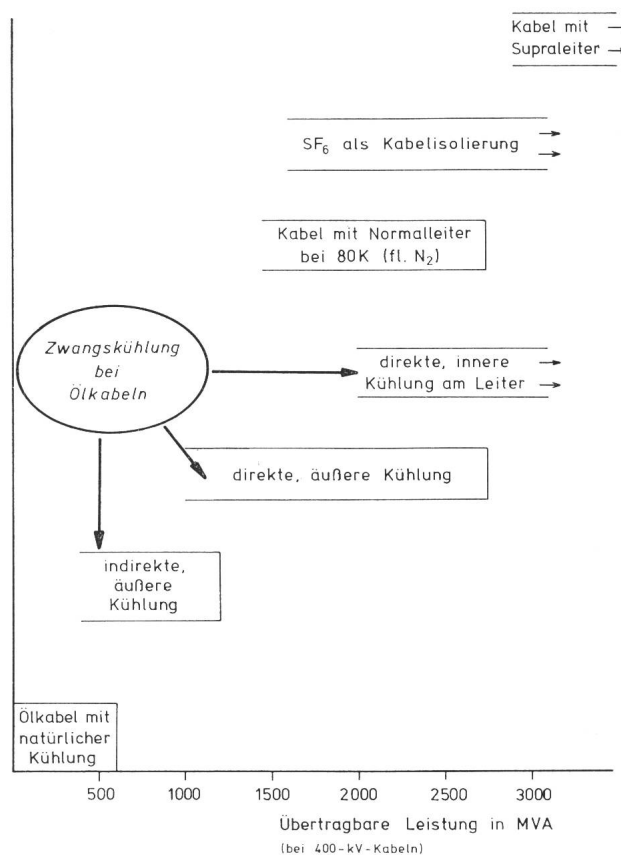 Kabel mit →
Supraleiter →
SF₆ als Kabelisolierung →
→
Kabel mit Normalleiter
bei 80K (fl. N₂)
Zwangskühlung
bei
Ölkabeln
direkte, innere →
Kühlung am Leiter →
direkte, äußere Kühlung
indirekte,
äußere
Kühlung
Ölkabel mit
natürlicher
Kühlung
500 1000 1500 2000 2500 3000
Übertragbare Leistung in MVA
(bei 400-kV-Kabeln)